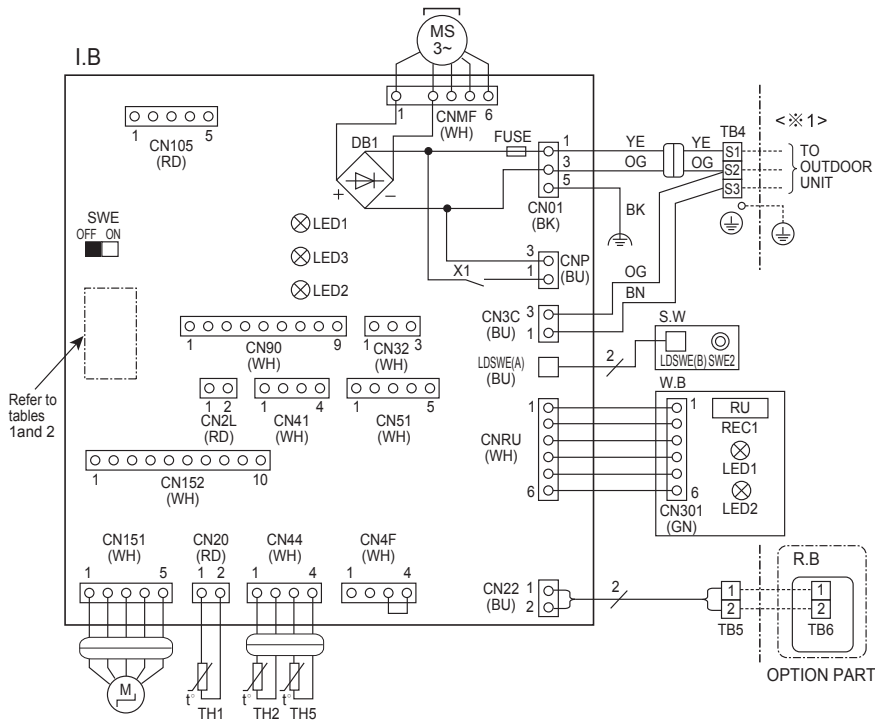 MS
3~
I.B
1 6
CNMF
(WH)
1 5
CN105
(RD)
DB1
+ −
FUSE
1
3
5
CN01
(BK)
YE
OG
BK
YE
OG
TB4
S1
S2
S3
<※1>
TO
OUTDOOR
UNIT
SWE
OFF ON
LED1
LED3
LED2
X1
3
1
CNP
(BU)
OG
BN
CN3C
(BU)
3
1
LDSWE(A)
(BU)
2
S.W
LDSWE(B) SWE2
1 9
CN90
(WH)
1 3
CN32
(WH)
Refer to
tables
1and 2
1 2
CN2L
(RD)
1 4
CN41
(WH)
1 5
CN51
(WH)
1
6
CNRU
(WH)
W.B
1
6
CN301
(GN)
RU
REC1
LED1
LED2
1 10
CN152
(WH)
CN151
(WH)
1 5
CN20
(RD)
1 2
CN44
(WH)
1 4
CN4F
(WH)
1 4
CN22
(BU)
1
2
2
1
2
TB5
R.B
1
2
TB6
OPTION PART
M
t°
TH1
t°
TH2
t°
TH5